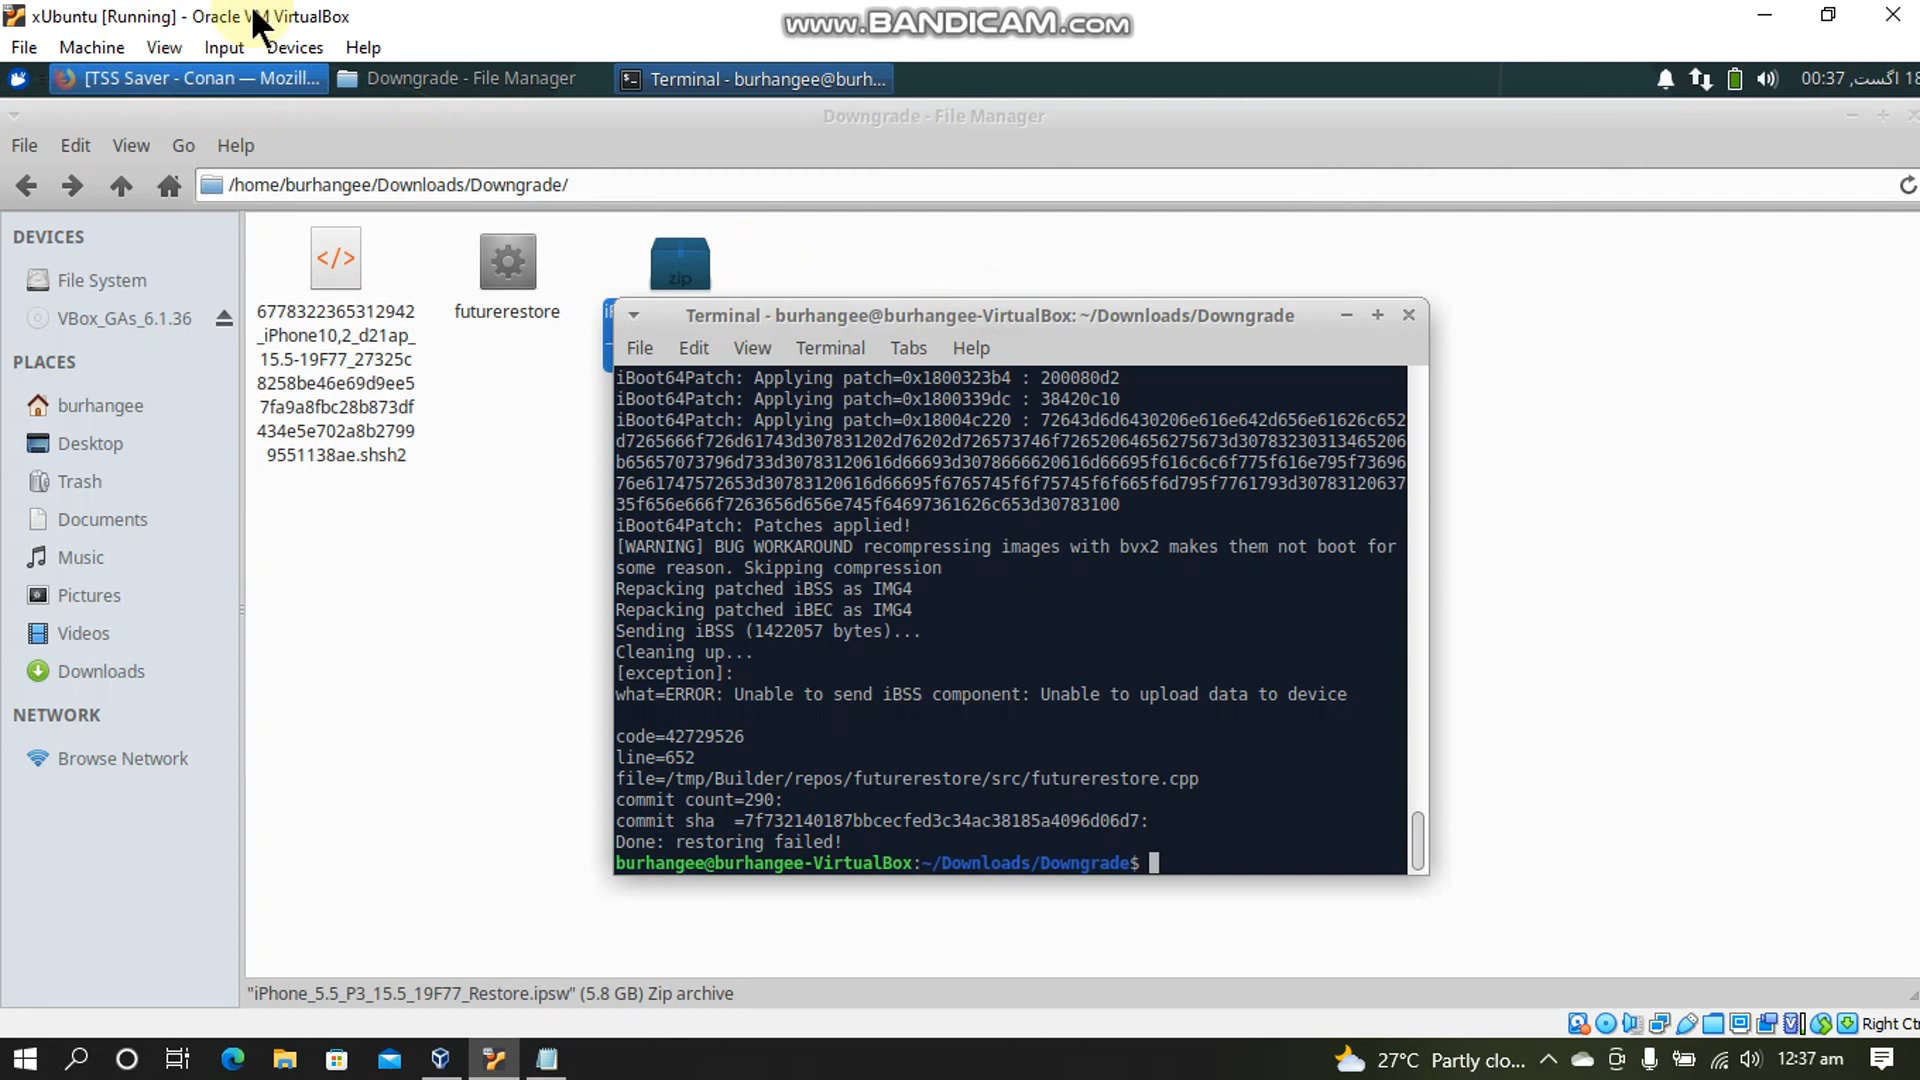 xUbuntu [Running] - Oracle VM VirtualBox
WWW.BANDICAM.COM
File Machine View Input Devices Help
[TSS Saver - Conan — Mozill...
Downgrade - File Manager
Terminal - burhangee@burh...
18 اگست, 00:37
Downgrade - File Manager
File Edit View Go Help
/home/burhangee/Downloads/Downgrade/
DEVICES
File System
VBox_GAs_6.1.36
PLACES
burhangee
Desktop
Trash
Documents
Music
Pictures
Videos
Downloads
NETWORK
Browse Network
6778322365312942
_iPhone10,2_d21ap_
15.5-19F77_27325c
8258be46e69d9ee5
7fa9a8fbc28b873df
434e5e702a8b2799
9551138ae.shsh2
futurerestore
zip
Terminal - burhangee@burhangee-VirtualBox: ~/Downloads/Downgrade
File Edit View Terminal Tabs Help
iBoot64Patch: Applying patch=0x1800323b4 : 200080d2
iBoot64Patch: Applying patch=0x1800339dc : 38420c10
iBoot64Patch: Applying patch=0x18004c220 : 72643d6d6430206e616e642d656e61626c652
d7265666f726d61743d307831202d76202d726573746f72652064656275673d30783230313465206
b65657073796d733d30783120616d66693d3078666620616d66695f616c6c6f775f616e795f73696
76e61747572653d30783120616d66695f6765745f6f75745f6f665f6d795f7761793d30783120637
35f656e666f7263656d656e745f64697361626c653d30783100
iBoot64Patch: Patches applied!
[WARNING] BUG WORKAROUND recompressing images with bvx2 makes them not boot for
some reason. Skipping compression
Repacking patched iBSS as IMG4
Repacking patched iBEC as IMG4
Sending iBSS (1422057 bytes)...
Cleaning up...
[exception]:
what=ERROR: Unable to send iBSS component: Unable to upload data to device
code=42729526
line=652
file=/tmp/Builder/repos/futurerestore/src/futurerestore.cpp
commit count=290:
commit sha  =7f732140187bbcecfed3c34ac38185a4096d06d7:
Done: restoring failed!
burhangee@burhangee-VirtualBox:~/Downloads/Downgrade$
"iPhone_5.5_P3_15.5_19F77_Restore.ipsw" (5.8 GB) Zip archive
Right Ctr
27°C Partly clo...
12:37 am